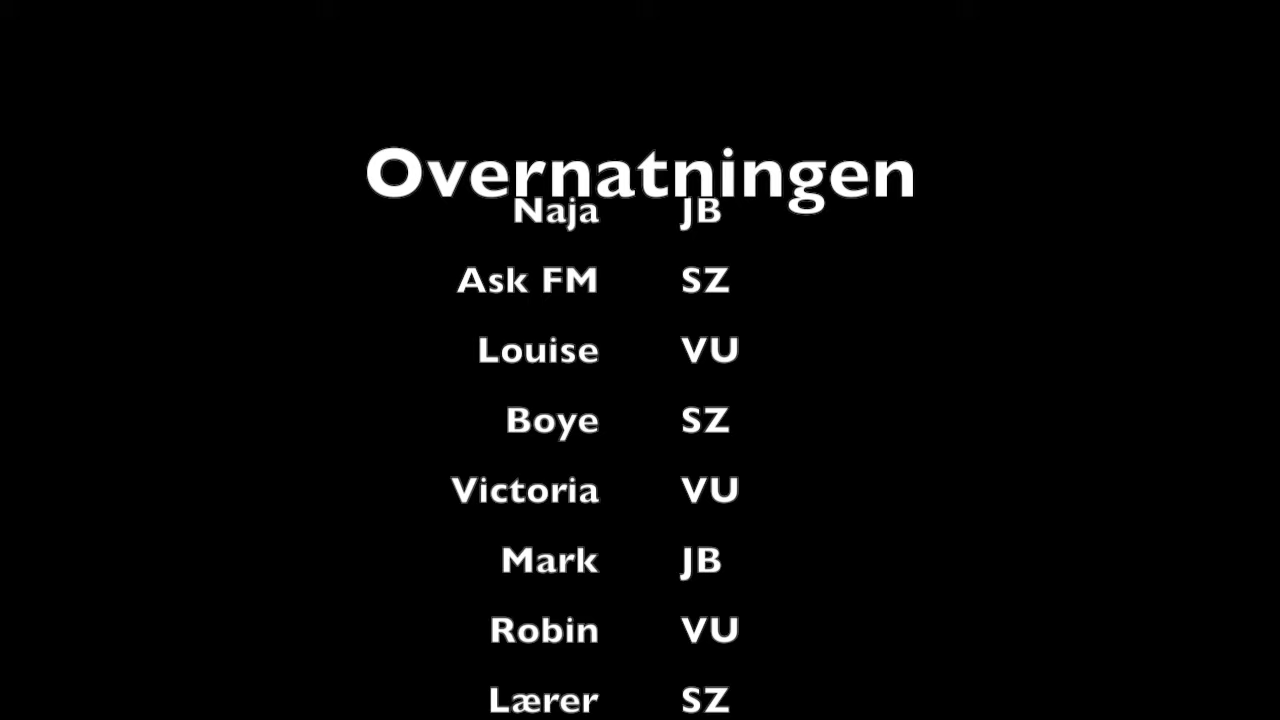 Overnatningen
Naja JB
Ask FM SZ
Louise VU
Boye SZ
Victoria VU
Mark JB
Robin VU
Lærer SZ